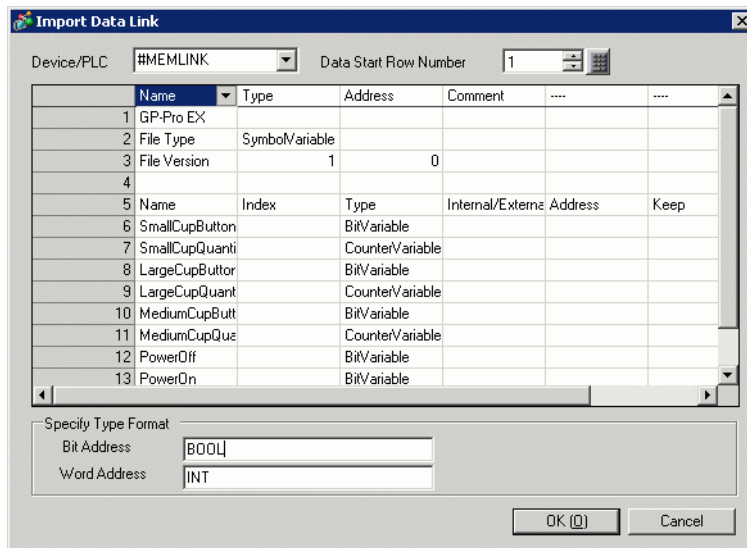 Import Data Link
Device/PLC #MEMLINK Data Start Row Number 1
Name Type Address Comment ---- ----
1 GP-Pro EX
2 File Type SymbolVariable
3 File Version 1 0
4
5 Name Index Type Internal/Externa Address Keep
6 SmallCupButton BitVariable
7 SmallCupQuanti CounterVariable
8 LargeCupButtor BitVariable
9 LargeCupQuant CounterVariable
10 MediumCupButt BitVariable
11 MediumCupQua CounterVariable
12 PowerOff BitVariable
13 PowerOn BitVariable
Specify Type Format
Bit Address BOOL
Word Address INT
OK (O) Cancel